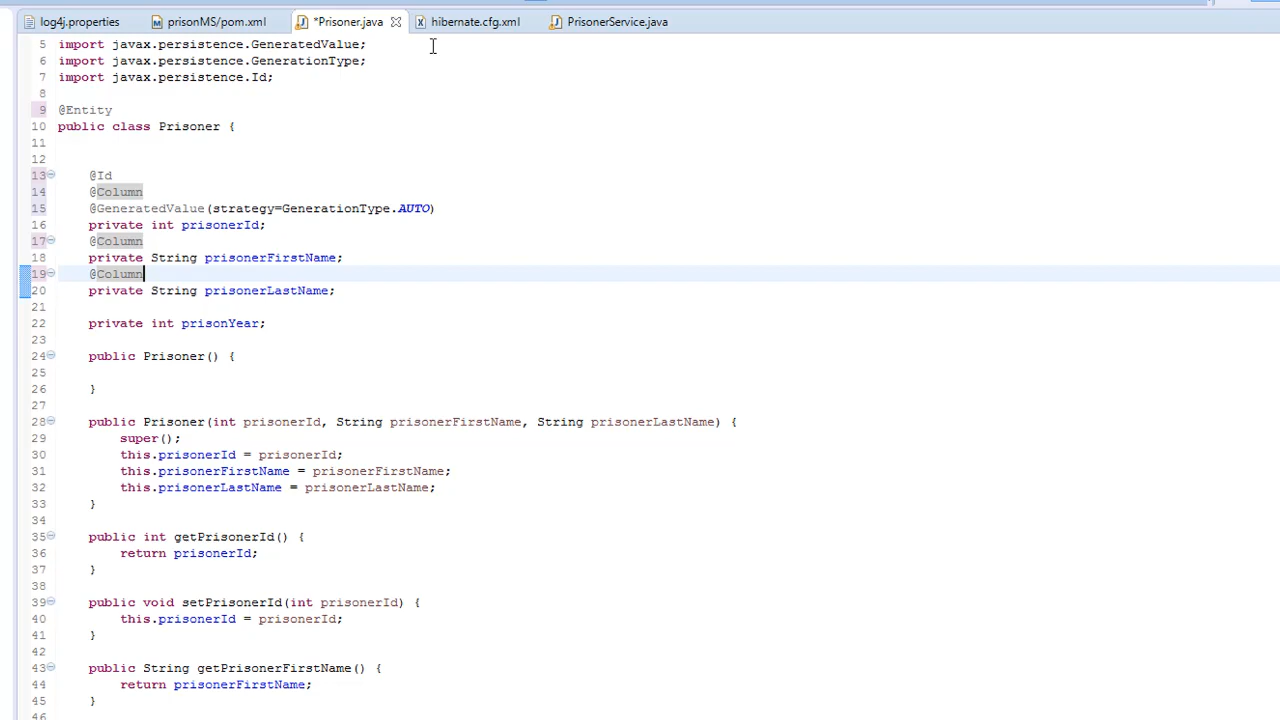 log4j.properties prisonMS/pom.xml *Prisoner.java hibernate.cfg.xml PrisonerService.java
5 import javax.persistence.GeneratedValue;
6 import javax.persistence.GenerationType;
7 import javax.persistence.Id;
8
9 @Entity
10 public class Prisoner {
11
12
13 @Id
14 @Column
15 @GeneratedValue(strategy=GenerationType.AUTO)
16 private int prisonerId;
17 @Column
18 private String prisonerFirstName;
19 @Column
20 private String prisonerLastName;
21
22 private int prisonYear;
23
24 public Prisoner() {
25
26 }
27
28 public Prisoner(int prisonerId, String prisonerFirstName, String prisonerLastName) {
29 super();
30 this.prisonerId = prisonerId;
31 this.prisonerFirstName = prisonerFirstName;
32 this.prisonerLastName = prisonerLastName;
33 }
34
35 public int getPrisonerId() {
36 return prisonerId;
37 }
38
39 public void setPrisonerId(int prisonerId) {
40 this.prisonerId = prisonerId;
41 }
42
43 public String getPrisonerFirstName() {
44 return prisonerFirstName;
45 }
46